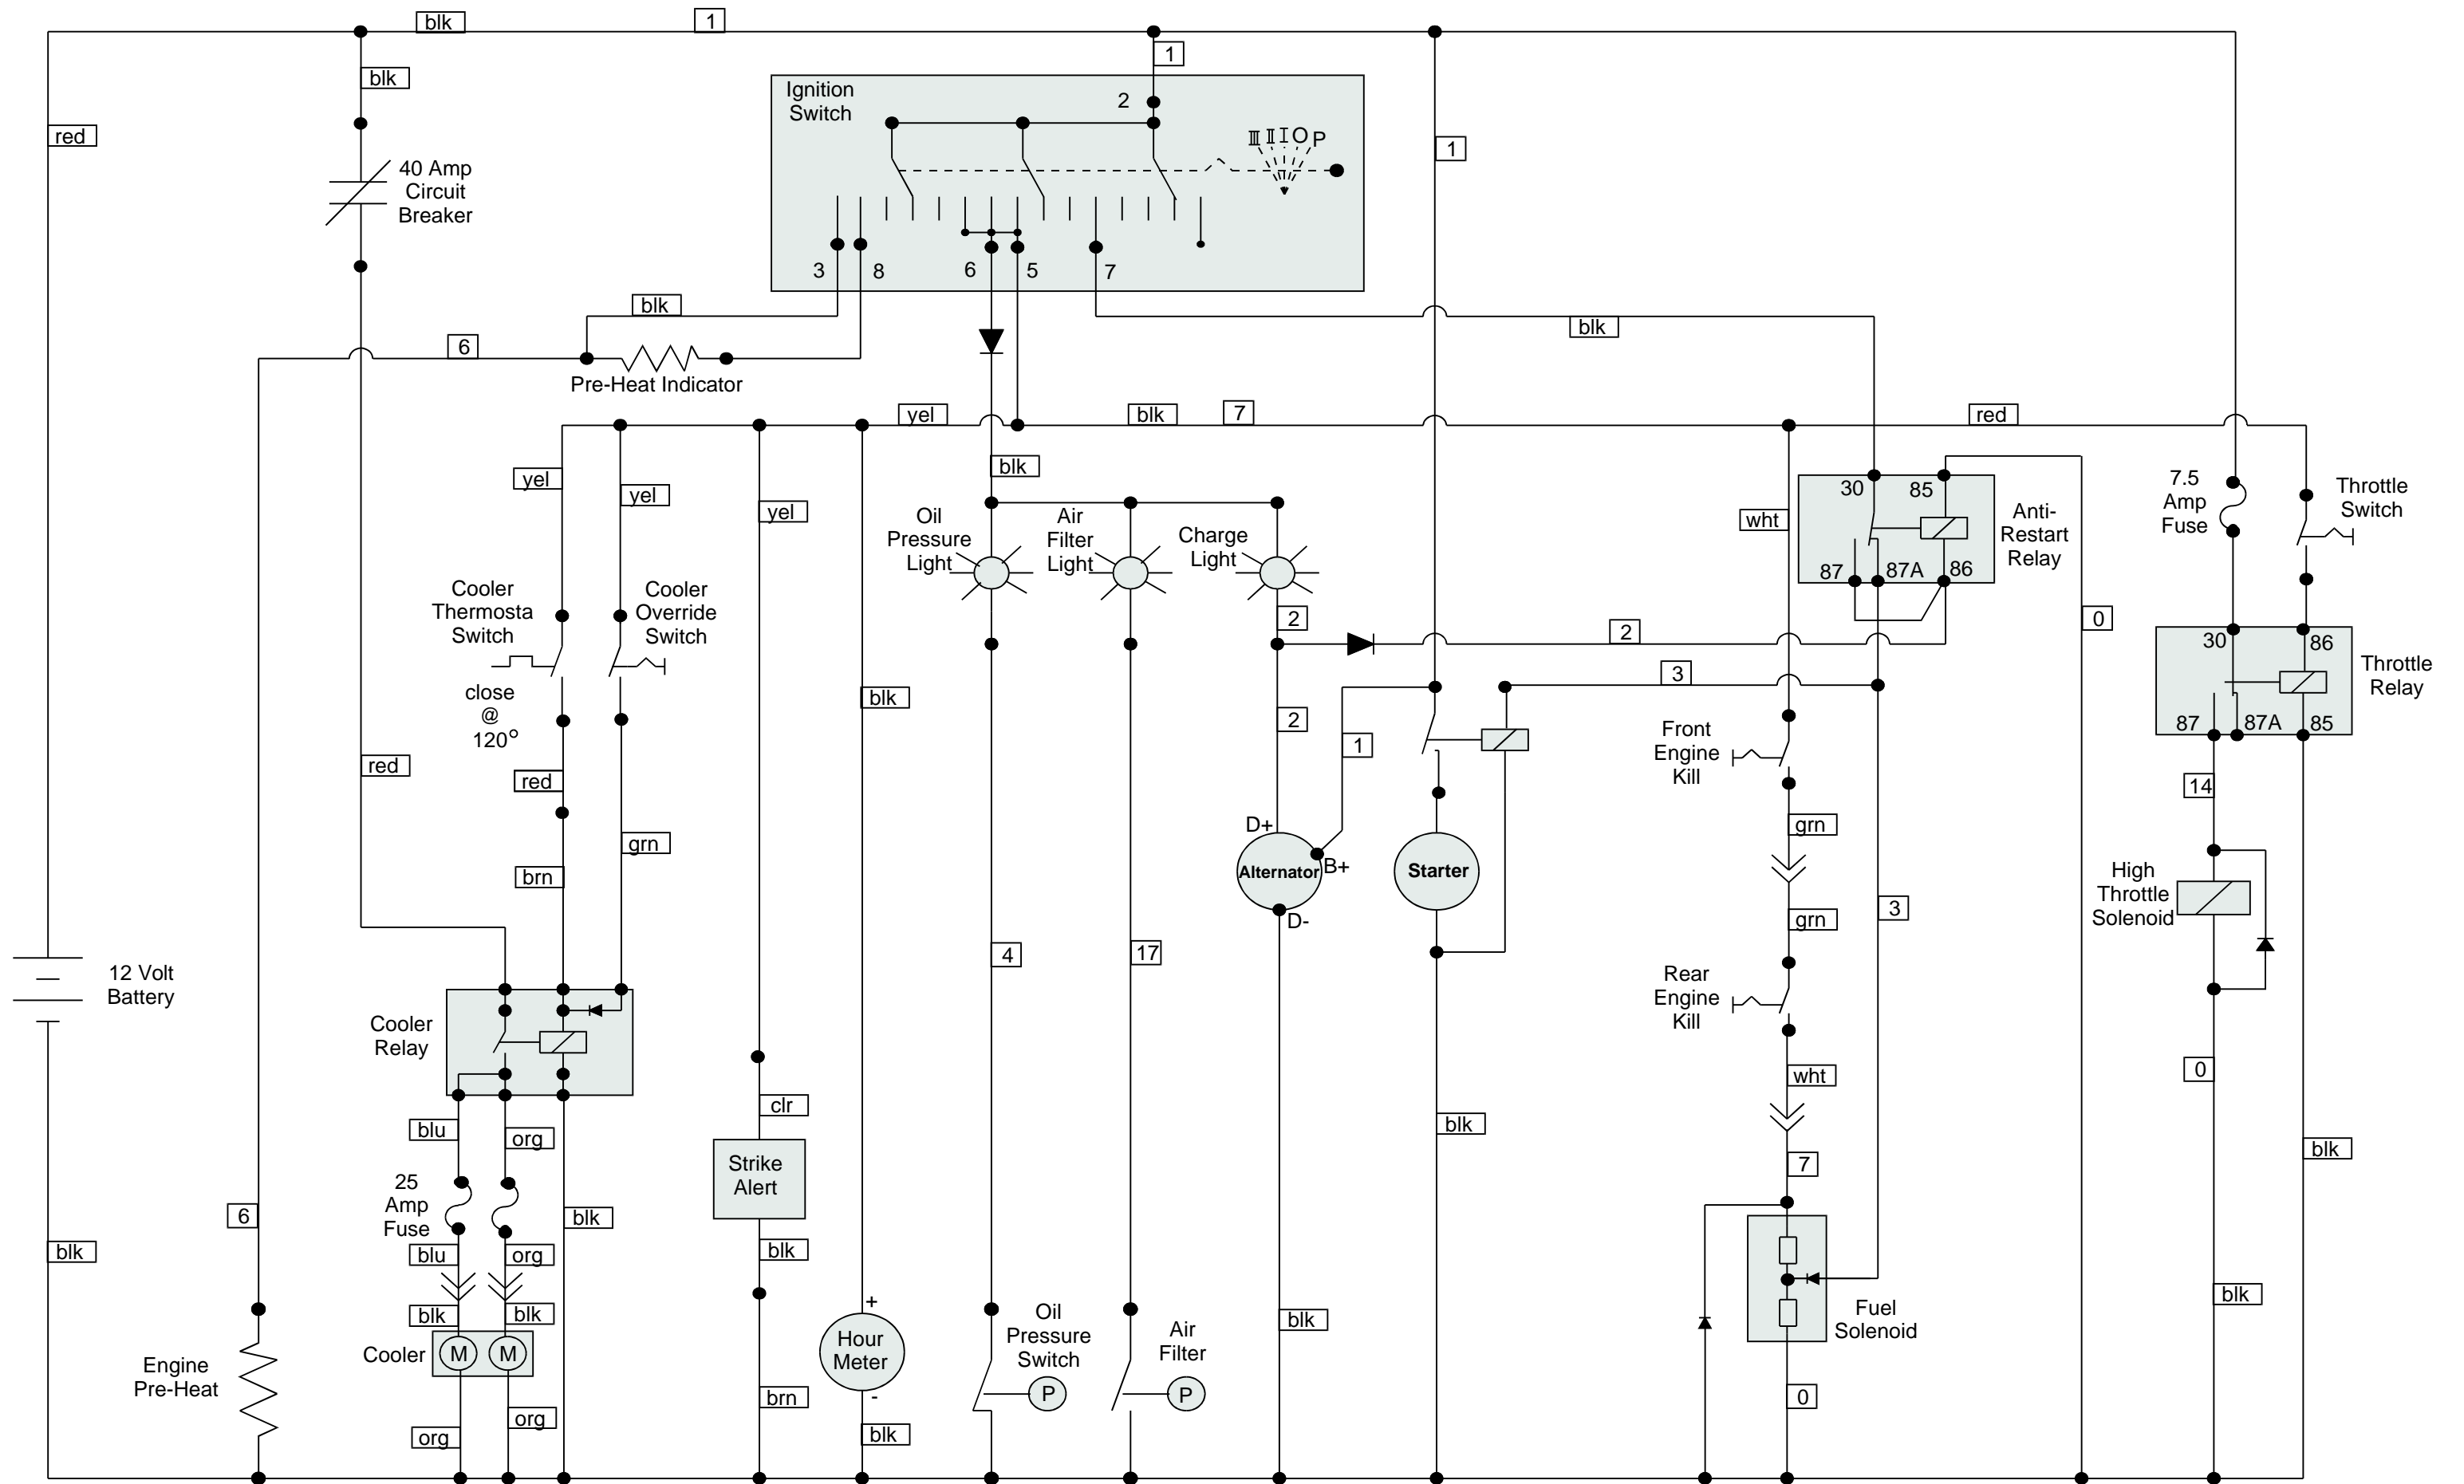 blk
1
1
blk
red
Ignition
Switch
2
III II I O P
1
40 Amp
Circuit
Breaker
3
8
6
5
7
blk
blk
6
Pre-Heat Indicator
yel
blk
7
red
yel
yel
yel
blk
wht
30
85
Anti-
Restart
Relay
87
87A
86
7.5
Amp
Fuse
Throttle
Switch
Oil
Pressure
Light
Air
Filter
Light
Charge
Light
Cooler
Thermosta
Switch
Cooler
Override
Switch
2
2
0
close
@
120°
blk
3
30
86
Throttle
Relay
87
87A
85
2
1
Front
Engine
Kill
red
red
14
grn
grn
D+
Alternator
B+
D-
Starter
brn
High
Throttle
Solenoid
3
grn
4
17
12 Volt
Battery
Rear
Engine
Kill
Cooler
Relay
0
wht
clr
blu
org
blk
blk
Strike
Alert
7
25
Amp
Fuse
6
blk
blk
blu
org
blk
blk
blk
blk
+
Hour
Meter
-
Oil
Pressure
Switch
P
Air
Filter
P
blk
Fuel
Solenoid
Cooler
M
M
Engine
Pre-Heat
brn
0
org
org
blk